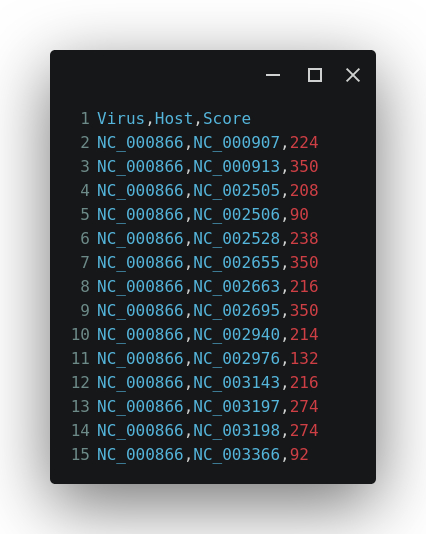 1 Virus,Host,Score
2 NC_000866,NC_000907,224
3 NC_000866,NC_000913,350
4 NC_000866,NC_002505,208
5 NC_000866,NC_002506,90
6 NC_000866,NC_002528,238
7 NC_000866,NC_002655,350
8 NC_000866,NC_002663,216
9 NC_000866,NC_002695,350
10 NC_000866,NC_002940,214
11 NC_000866,NC_002976,132
12 NC_000866,NC_003143,216
13 NC_000866,NC_003197,274
14 NC_000866,NC_003198,274
15 NC_000866,NC_003366,92